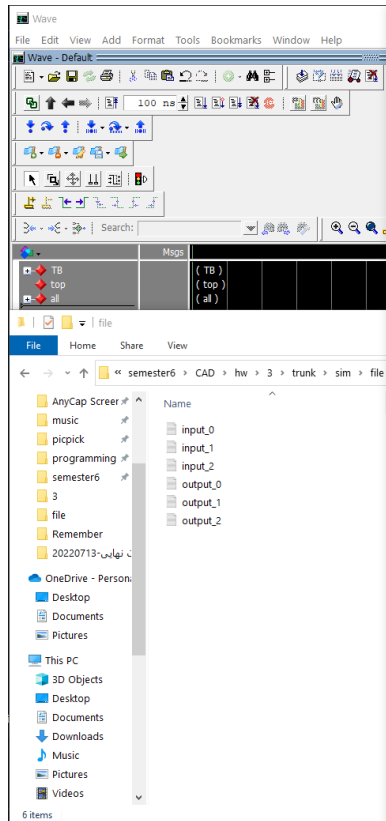 Wave
File Edit View Add Format Tools Bookmarks Window Help
Wave - Default
100 ns
Search:
Msgs
TB ( TB )
top ( top )
all ( all )
file
File Home Share View
« semester6 › CAD › hw › 3 › trunk › sim › file
AnyCap Screer
Name
music
picpick
programming
semester6
3
file
Remember
ت نهایی-20220713
input_0
input_1
input_2
output_0
output_1
output_2
OneDrive - Persona
Desktop
Documents
Pictures
This PC
3D Objects
Desktop
Documents
Downloads
Music
Pictures
Videos
6 items